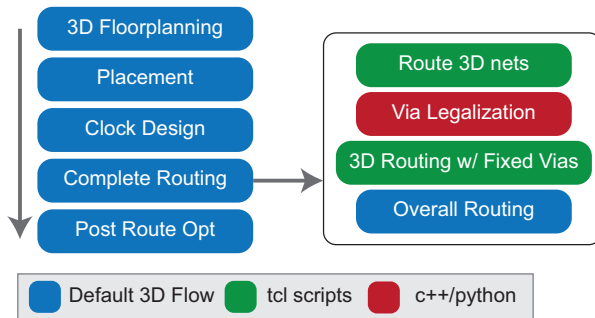 3D Floorplanning
Placement
Clock Design
Complete Routing
Post Route Opt
Route 3D nets
Via Legalization
3D Routing w/ Fixed Vias
Overall Routing
Default 3D Flow
tcl scripts
c++/python